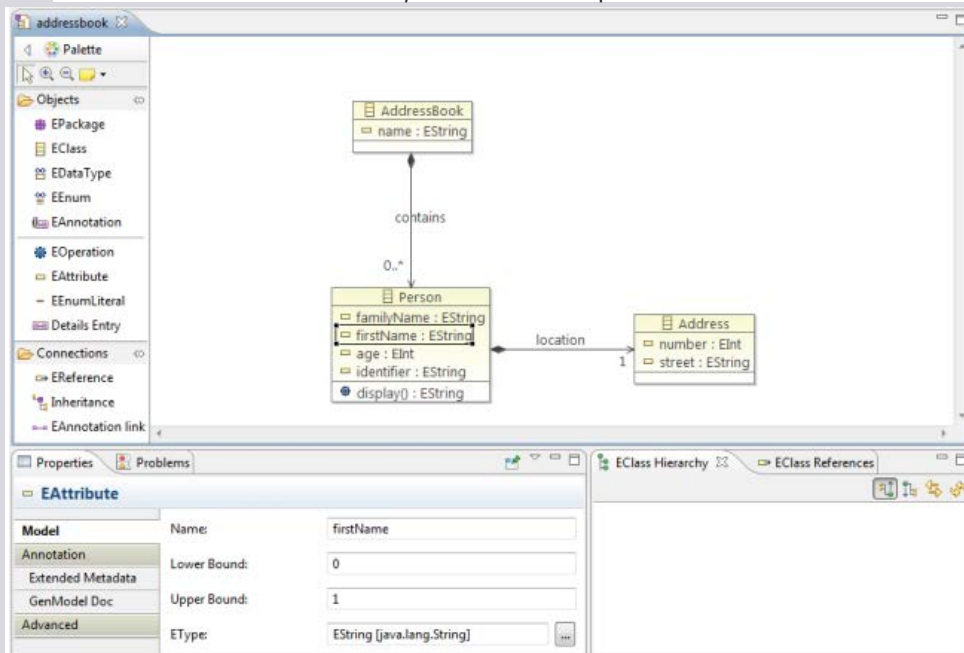 addressbook
Palette
Objects
EPackage
EClass
EDataType
EEnum
EAnnotation
EOperation
EAttribute
EEnumLiteral
Details Entry
Connections
EReference
Inheritance
EAnnotation link
AddressBook
name : EString
contains
0..*
Person
familyName : EString
firstName : EString
age : EInt
identifier : EString
display() : EString
location
1
Address
number : EInt
street : EString
Properties
Problems
EAttribute
Model
Annotation
Extended Metadata
GenModel Doc
Advanced
Name: firstName
Lower Bound: 0
Upper Bound: 1
EType: EString [java.lang.String] ...
EClass Hierarchy
EClass References